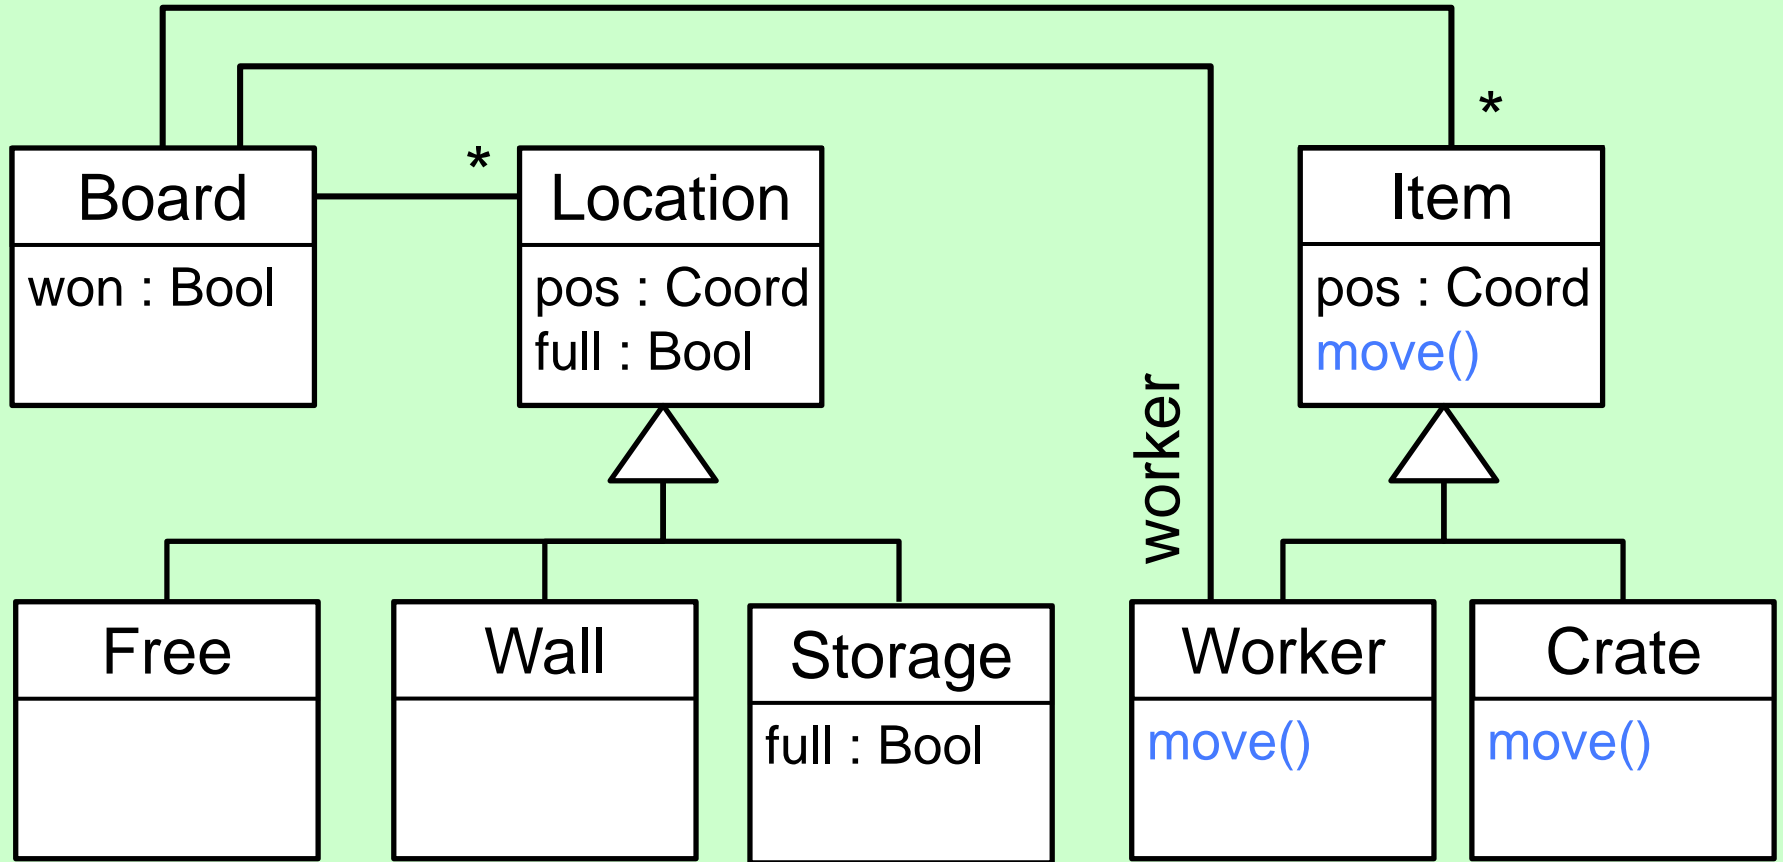 *
*
Board
Location
Item
won : Bool
pos : Coord
full : Bool
pos : Coord
move()
worker
Free
Wall
Storage
Worker
Crate
full : Bool
move()
move()